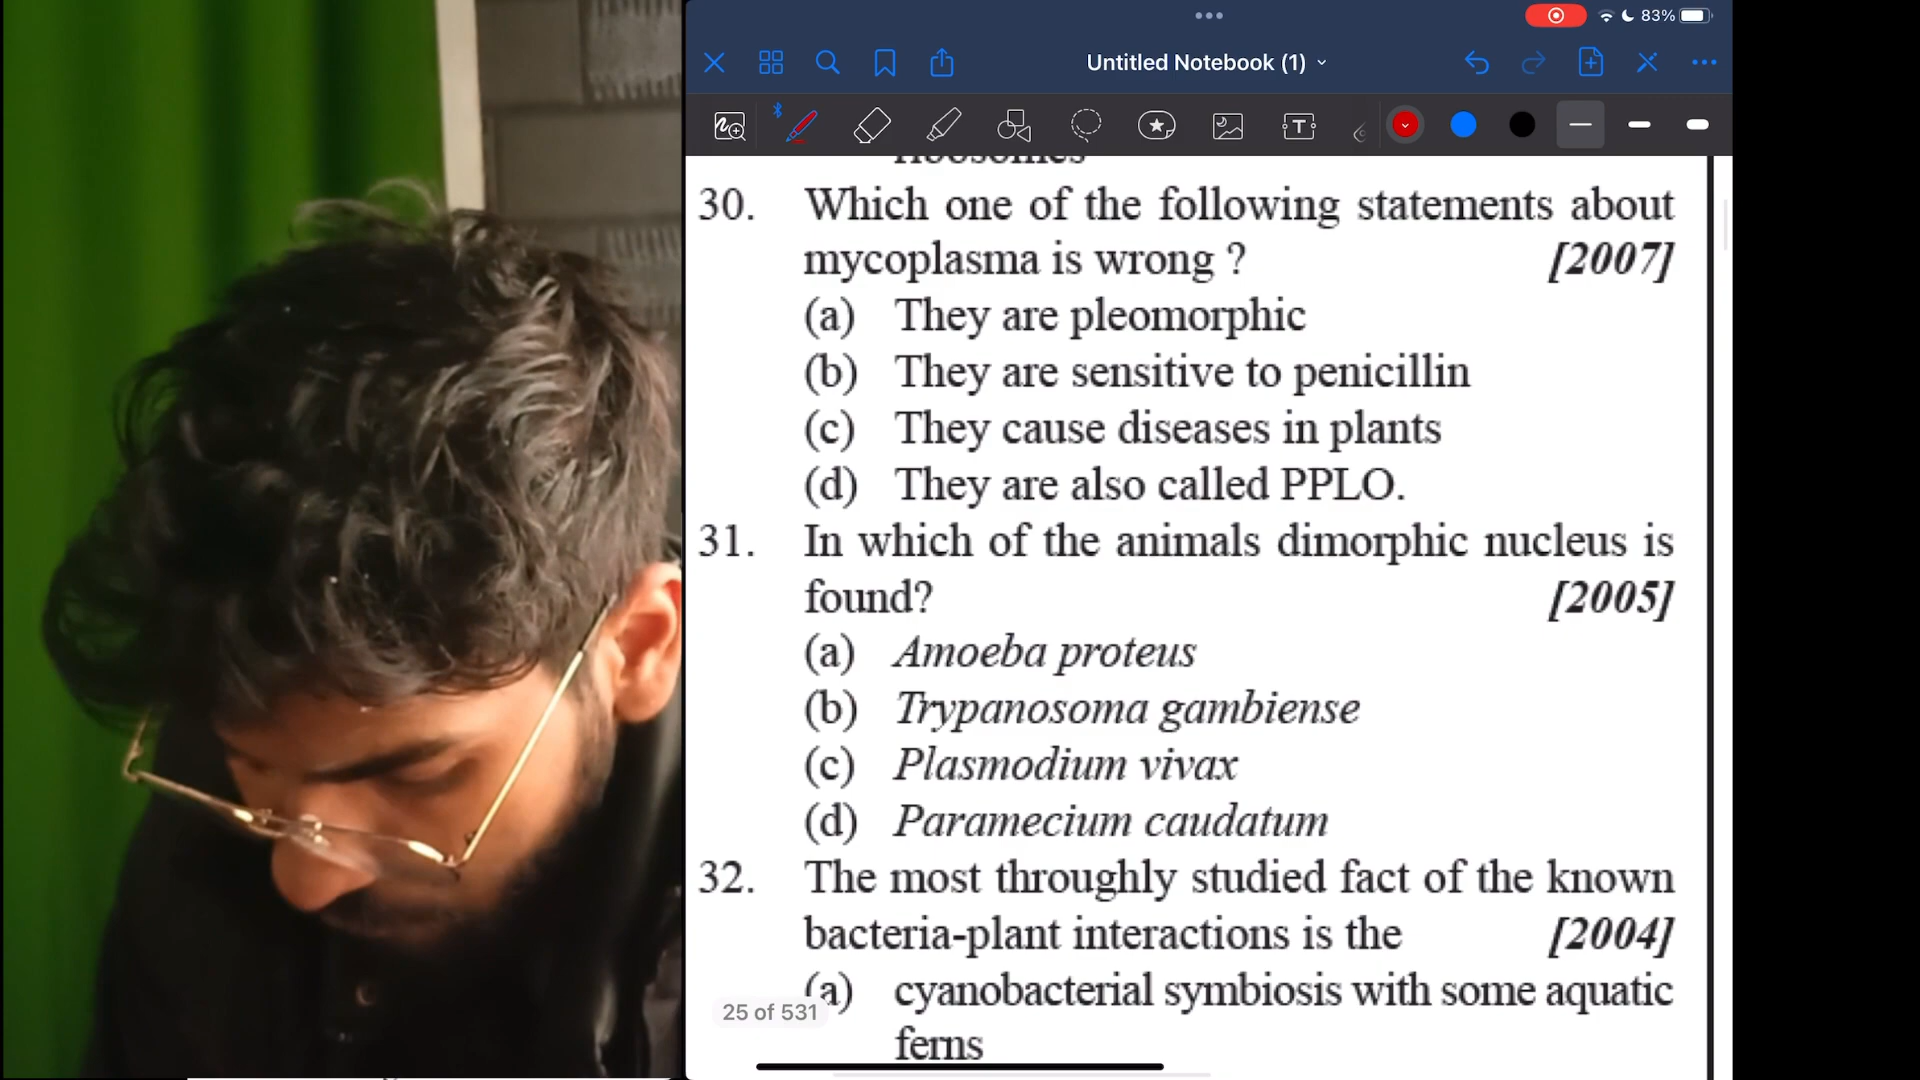 83%
Untitled Notebook (1)
T
ribosomes
30. Which one of the following statements about
mycoplasma is wrong ? [2007]
(a) They are pleomorphic
(b) They are sensitive to penicillin
(c) They cause diseases in plants
(d) They are also called PPLO.
31. In which of the animals dimorphic nucleus is
found? [2005]
(a) Amoeba proteus
(b) Trypanosoma gambiense
(c) Plasmodium vivax
(d) Paramecium caudatum
32. The most throughly studied fact of the known
bacteria-plant interactions is the [2004]
(a) cyanobacterial symbiosis with some aquatic
ferns
25 of 531